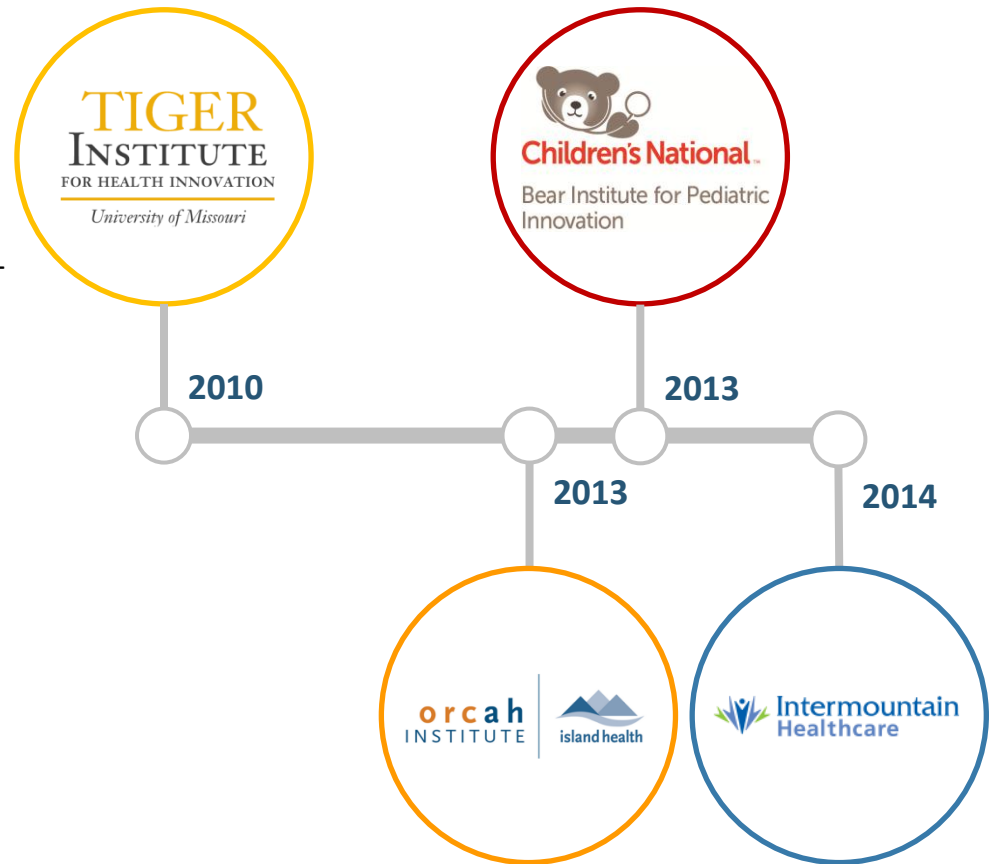 TIGER
INSTITUTE
FOR HEALTH INNOVATION
University of Missouri
Children's National™
Bear Institute for Pediatric
Innovation
2010
2013
2013
2014
orcah
INSTITUTE
island health
Intermountain
Healthcare